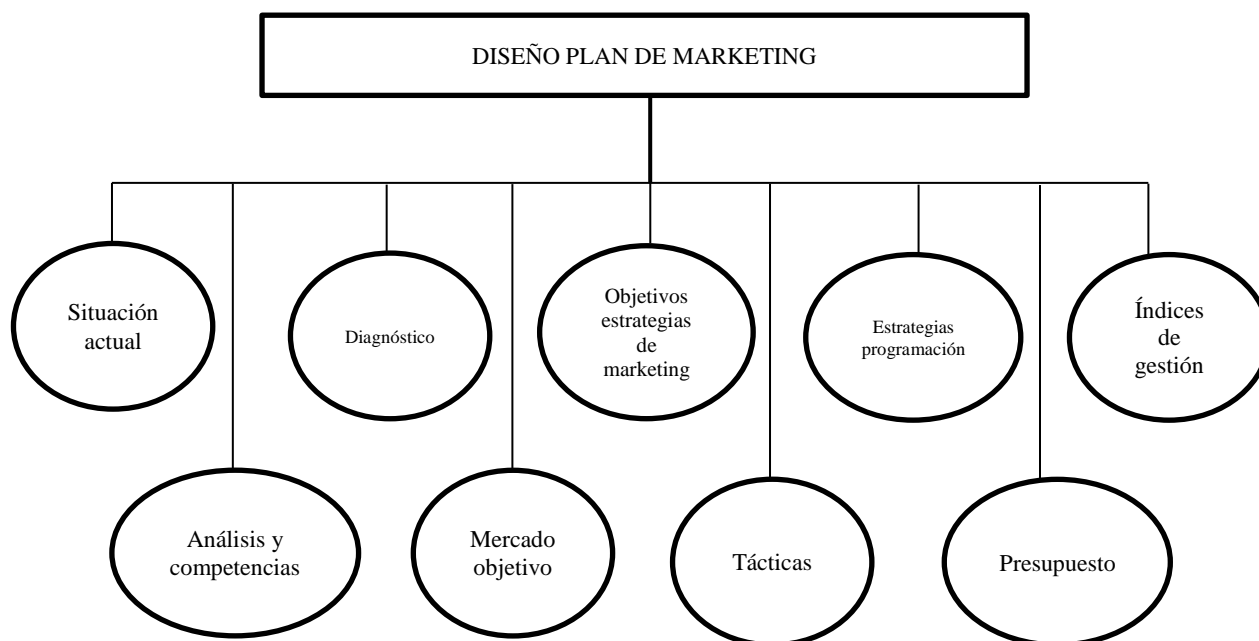 DISEÑO PLAN DE MARKETING
Situación
actual
Diagnóstico
Objetivos
estrategias
de
marketing
Estrategias
programación
Índices
de
gestión
Análisis y
competencias
Mercado
objetivo
Tácticas
Presupuesto